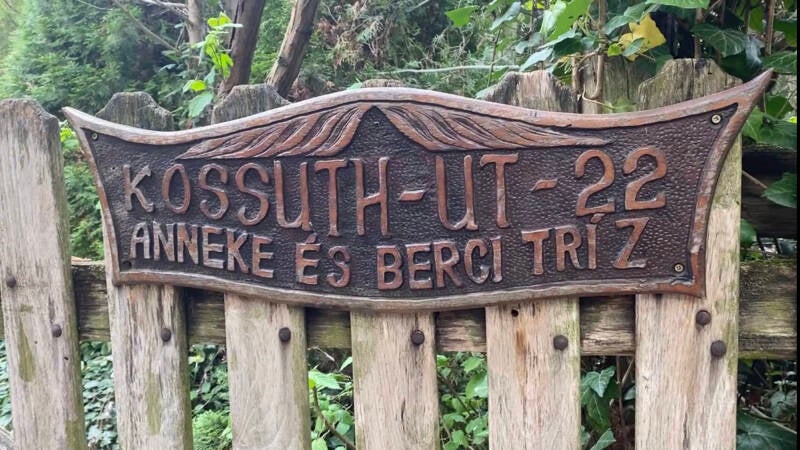 KOSSUTH-UT-22
ANNEKE ÉS BERCI TRÍZ